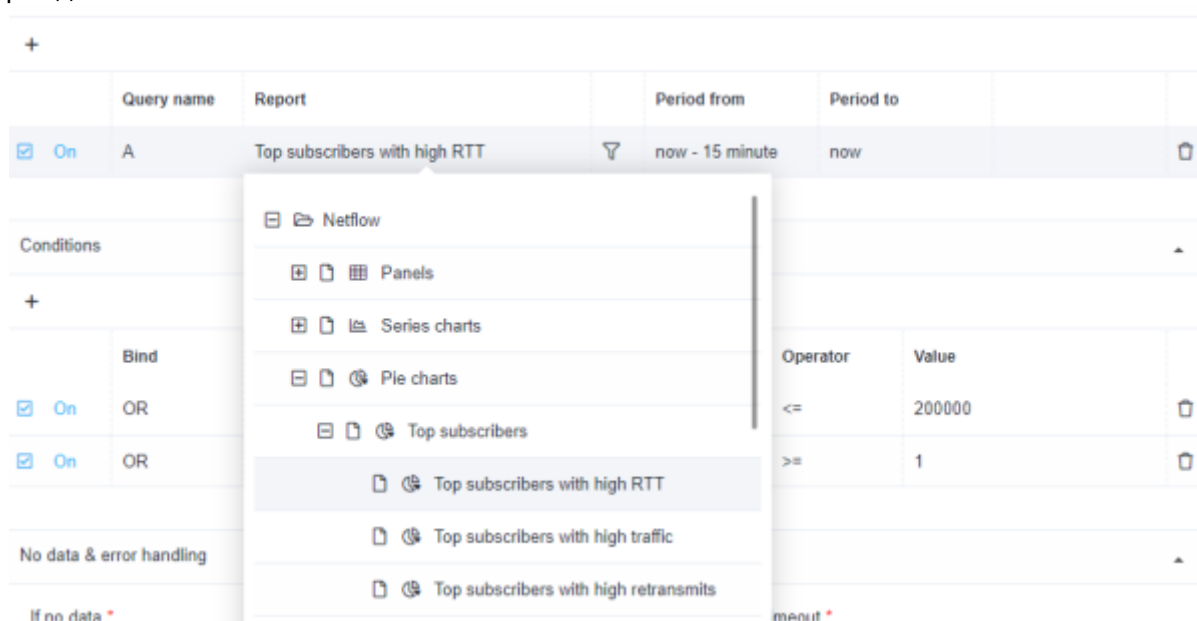 +
Query name Report Period from Period to
On A Top subscribers with high RTT now - 15 minute now
Netflow
Conditions
Panels
+
Series charts
Bind Operator Value
Pie charts
On OR <= 200000
Top subscribers
On OR >= 1
Top subscribers with high RTT
Top subscribers with high traffic
No data & error handling
Top subscribers with high retransmits
If no data * meout *